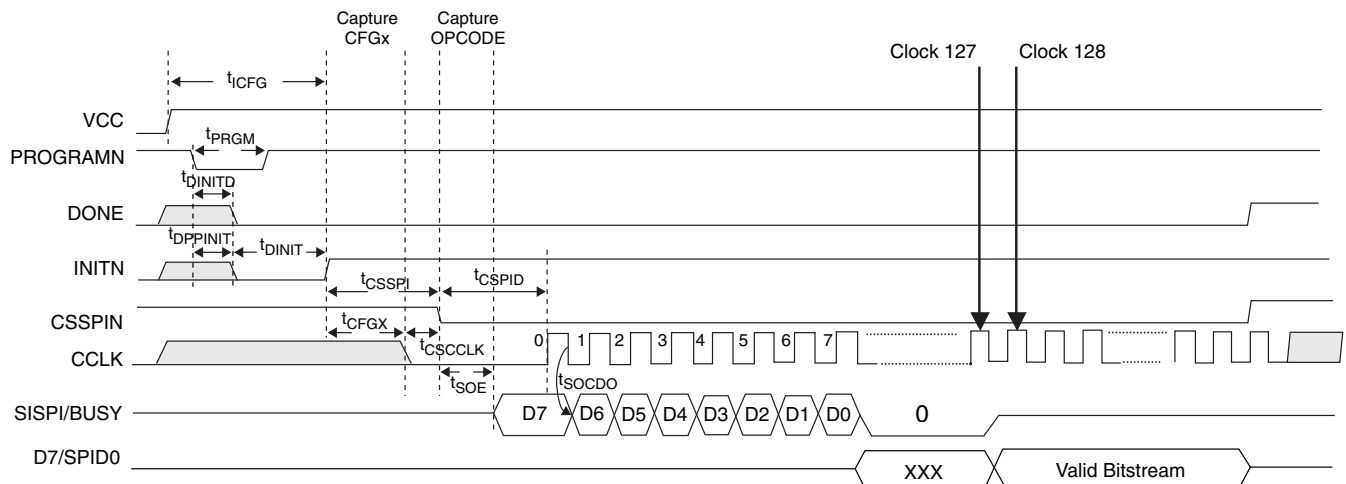 Capture CFGx
Capture OPCODE
Clock 127
Clock 128
tICFG
VCC
tPRGM
PROGRAMN
tDINITD
DONE
tDPPINIT
tDINIT
INITN
tCSSPI
tCSPID
CSSPIN
tCFGX
tCSCCLK
0 1 2 3 4 5 6 7
CCLK
tSOE
tSOCDO
SISPI/BUSY
D7 D6 D5 D4 D3 D2 D1 D0 0
D7/SPID0
XXX
Valid Bitstream